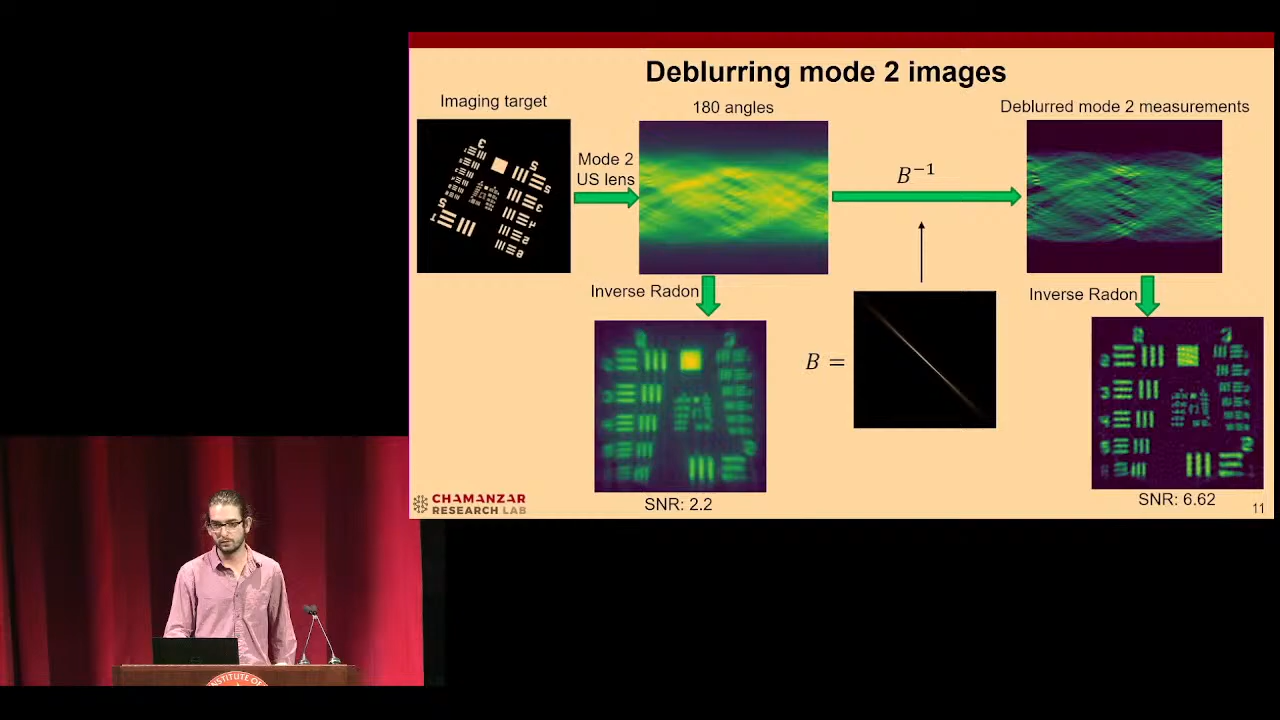 Deblurring mode 2 images
Imaging target
180 angles
Deblurred mode 2 measurements
Mode 2
US lens
B⁻¹
Inverse Radon
Inverse Radon
B =
SNR: 2.2
SNR: 6.62
CHAMANZAR
RESEARCH LAB
11